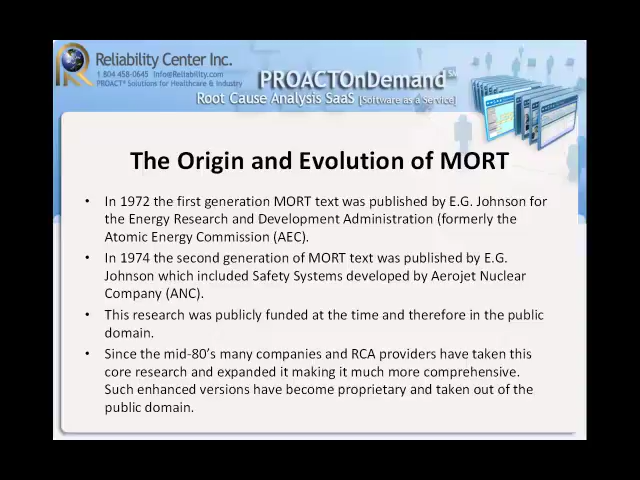 Reliability Center Inc.
1 804 458-0645 Info@Reliability.com
PROACT® Solutions for Healthcare & Industry
PROACTOnDemand℠
Root Cause Analysis SaaS [Software as a Service]
The Origin and Evolution of MORT
• In 1972 the first generation MORT text was published by E.G. Johnson for
the Energy Research and Development Administration (formerly the
Atomic Energy Commission (AEC).
• In 1974 the second generation of MORT text was published by E.G.
Johnson which included Safety Systems developed by Aerojet Nuclear
Company (ANC).
• This research was publicly funded at the time and therefore in the public
domain.
• Since the mid-80's many companies and RCA providers have taken this
core research and expanded it making it much more comprehensive.
Such enhanced versions have become proprietary and taken out of the
public domain.